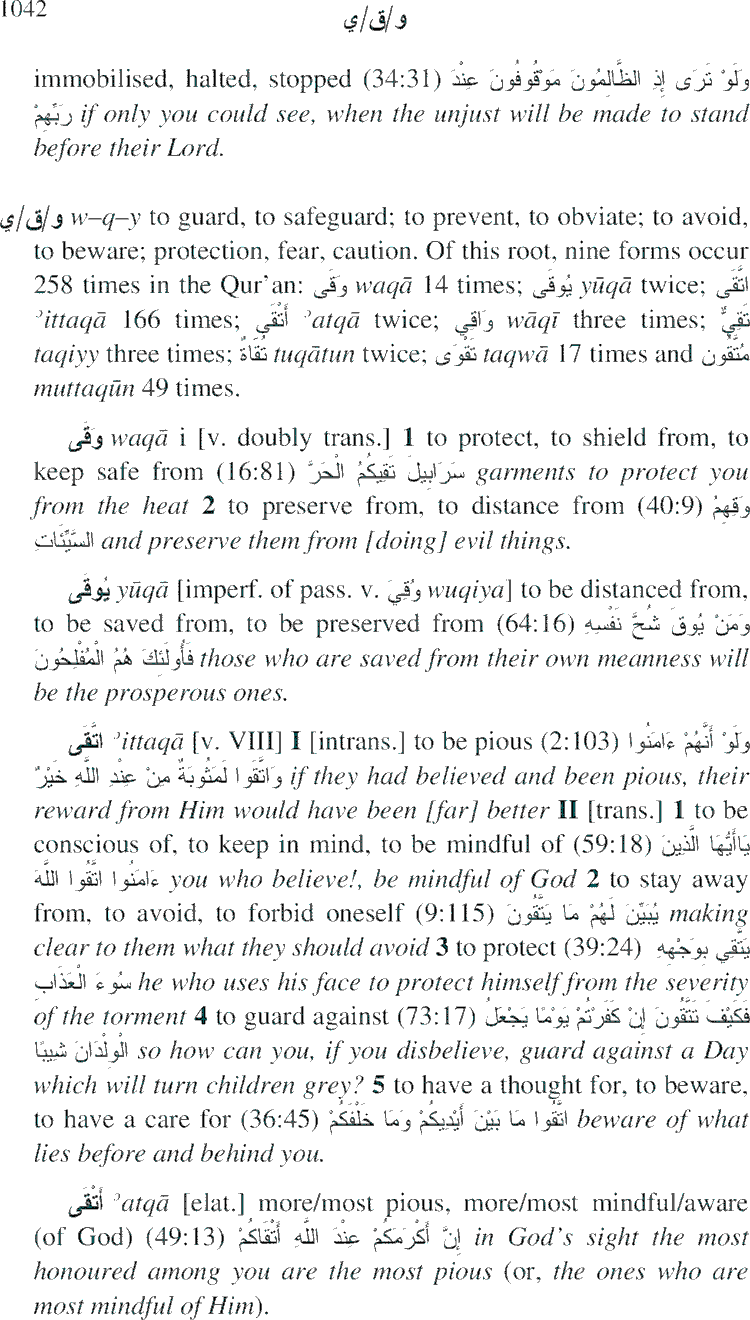 1042
و/ق/ي
immobilised, halted, stopped (34:31) وَلَوْ تَرَى إِذِ الظَّالِمُونَ مَوْقُوفُونَ عِنْدَ
رَبِّهِمْ if only you could see, when the unjust will be made to stand
before their Lord.
و/ق/ي w–q–y to guard, to safeguard; to prevent, to obviate; to avoid,
to beware; protection, fear, caution. Of this root, nine forms occur
258 times in the Qur’an: وَقَى waqā 14 times; يُوقَى yūqā twice; اتَّقَى
ʾittaqā 166 times; أَتْقَى ʾatqā twice; وَاقِي wāqī three times; تَقِيٌّ
taqiyy three times; تُقَاةٌ tuqātun twice; تَقْوَى taqwā 17 times and مُتَّقُون
muttaqūn 49 times.
وَقَى waqā i [v. doubly trans.] 1 to protect, to shield from, to
keep safe from (16:81) سَرَابِيلَ تَقِيكُمُ الْحَرَّ garments to protect you
from the heat 2 to preserve from, to distance from (40:9) وَقِهِمُ
السَّيِّئَاتِ and preserve them from [doing] evil things.
يُوقَى yūqā [imperf. of pass. v. وُقِيَ wuqiya] to be distanced from,
to be saved from, to be preserved from (64:16) وَمَنْ يُوقَ شُحَّ نَفْسِهِ
فَأُولَئِكَ هُمُ الْمُفْلِحُونَ those who are saved from their own meanness will
be the prosperous ones.
اتَّقَى ʾittaqā [v. VIII] I [intrans.] to be pious (2:103) وَلَوْ أَنَّهُمْ ءَامَنُوا
وَاتَّقَوا لَمَثُوبَةٌ مِنْ عِنْدِ اللَّهِ خَيْرٌ if they had believed and been pious, their
reward from Him would have been [far] better II [trans.] 1 to be
conscious of, to keep in mind, to be mindful of (59:18) يَاأَيُّهَا الَّذِينَ
ءَامَنُوا اتَّقُوا اللَّهَ you who believe!, be mindful of God 2 to stay away
from, to avoid, to forbid oneself (9:115) يُبَيِّنَ لَهُمْ مَا يَتَّقُونَ making
clear to them what they should avoid 3 to protect (39:24) يَتَّقِي بِوَجْهِهِ
سُوءَ الْعَذَابِ he who uses his face to protect himself from the severity
of the torment 4 to guard against (73:17) فَكَيْفَ تَتَّقُونَ إِنْ كَفَرْتُمْ يَوْمًا يَجْعَلُ
الْوِلْدَانَ شِيبًا so how can you, if you disbelieve, guard against a Day
which will turn children grey? 5 to have a thought for, to beware,
to have a care for (36:45) اتَّقُوا مَا بَيْنَ أَيْدِيكُمْ وَمَا خَلْفَكُمْ beware of what
lies before and behind you.
أَتْقَى ʾatqā [elat.] more/most pious, more/most mindful/aware
(of God) (49:13) إِنَّ أَكْرَمَكُمْ عِنْدَ اللَّهِ أَتْقَاكُمْ in God’s sight the most
honoured among you are the most pious (or, the ones who are
most mindful of Him).